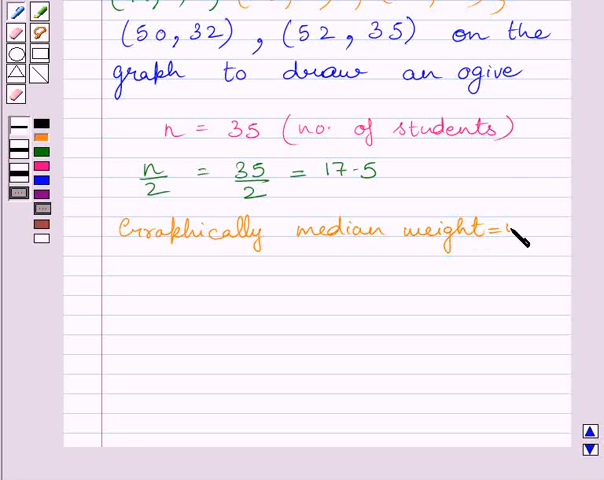 (50, 32) , (52 , 35) on the
graph to draw an ogive
n = 35 (no. of students)
n/2 = 35/2 = 17.5
Graphically median weight =